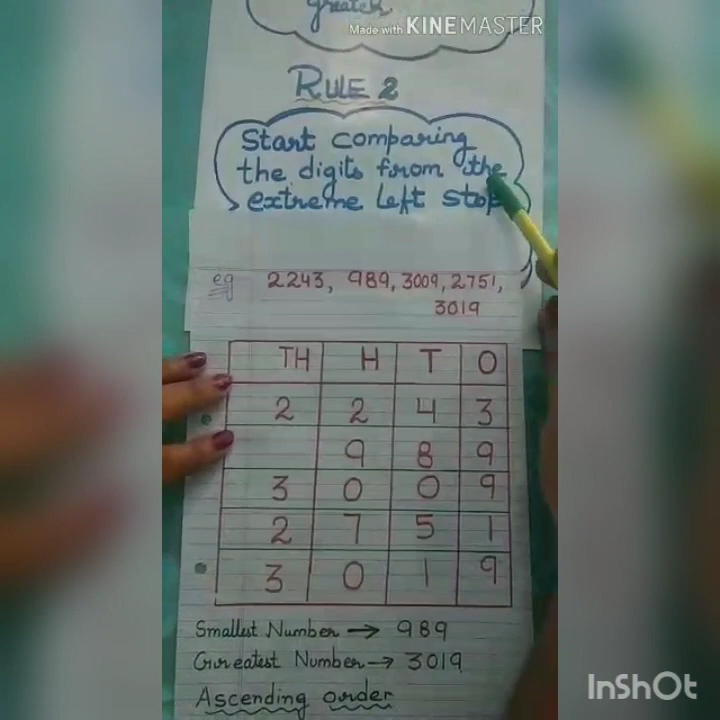 greater
Made with KINEMASTER
RULE 2
Start comparing
the digits from the
extreme left stop
eg 2243, 989, 3009, 2751,
3019
TH H T O
2 2 4 3
9 8 9
3 0 0 9
2 7 5 1
3 0 1 9
Smallest Number → 989
Greatest Number → 3019
Ascending order
InShOt